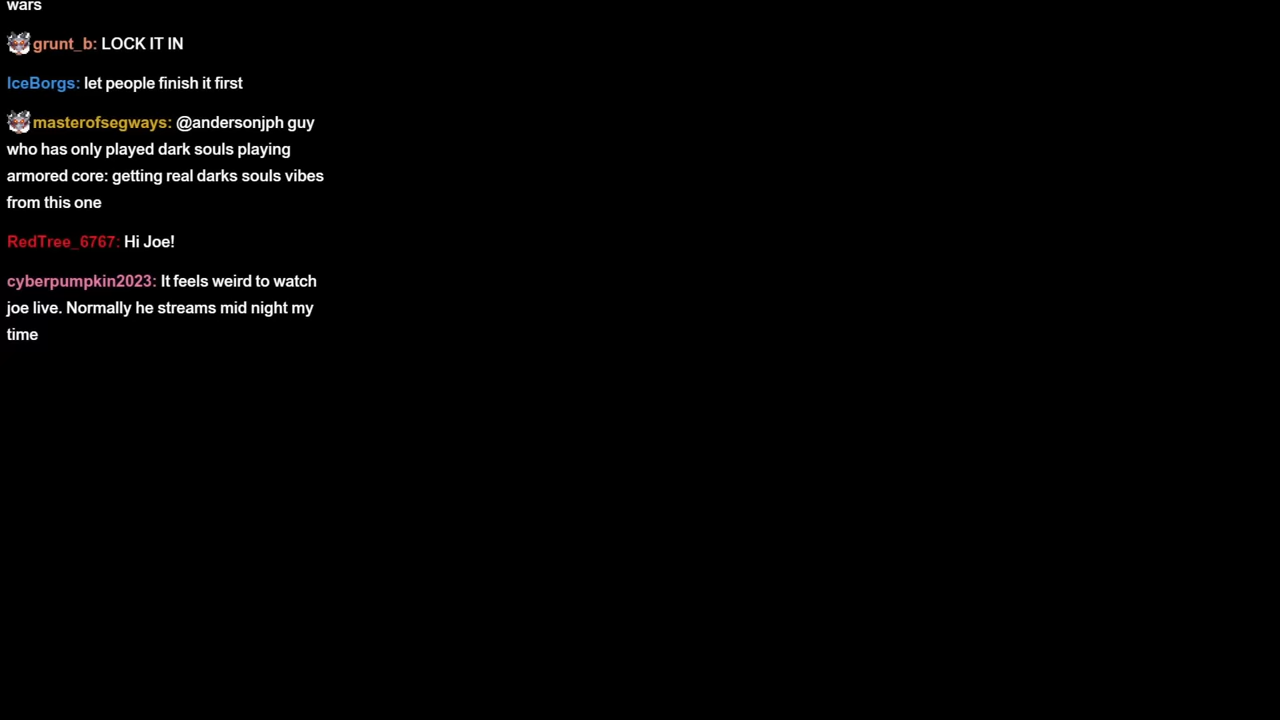 wars
grunt_b: LOCK IT IN
IceBorgs: let people finish it first
masterofsegways: @andersonjph guy
who has only played dark souls playing
armored core: getting real darks souls vibes
from this one
RedTree_6767: Hi Joe!
cyberpumpkin2023: It feels weird to watch
joe live. Normally he streams mid night my
time